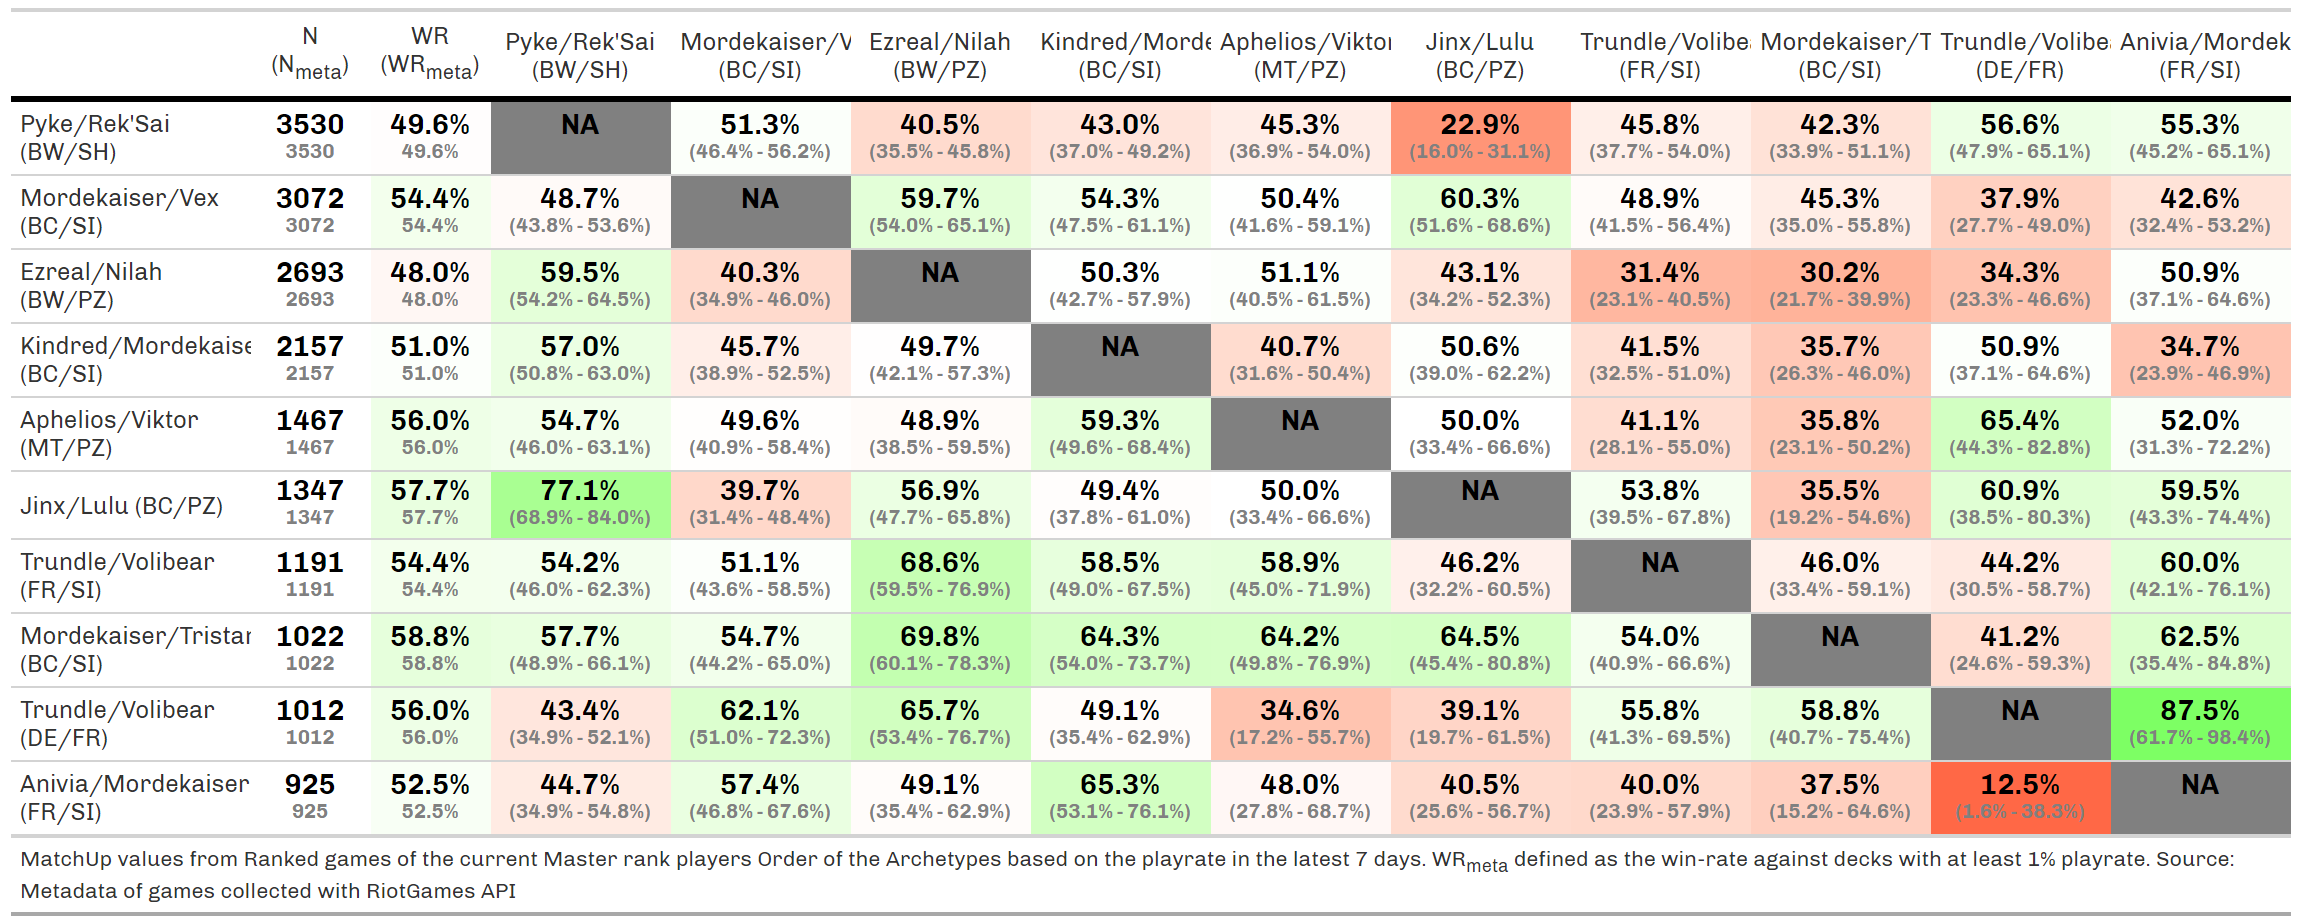 N WR Pyke/Rek'Sai Mordekaiser/V Ezreal/Nilah Kindred/Morde Aphelios/Viktor Jinx/Lulu Trundle/Volibea Mordekaiser/T Trundle/Volibea Anivia/Mordek
(Nmeta) (WRmeta) (BW/SH) (BC/SI) (BW/PZ) (BC/SI) (MT/PZ) (BC/PZ) (FR/SI) (BC/SI) (DE/FR) (FR/SI)
Pyke/Rek'Sai 3530 49.6% NA 51.3% 40.5% 43.0% 45.3% 22.9% 45.8% 42.3% 56.6% 55.3%
(BW/SH) 3530 49.6% (46.4% - 56.2%) (35.5% - 45.8%) (37.0% - 49.2%) (36.9% - 54.0%) (16.0% - 31.1%) (37.7% - 54.0%) (33.9% - 51.1%) (47.9% - 65.1%) (45.2% - 65.1%)
Mordekaiser/Vex 3072 54.4% 48.7% NA 59.7% 54.3% 50.4% 60.3% 48.9% 45.3% 37.9% 42.6%
(BC/SI) 3072 54.4% (43.8% - 53.6%) (54.0% - 65.1%) (47.5% - 61.1%) (41.6% - 59.1%) (51.6% - 68.6%) (41.5% - 56.4%) (35.0% - 55.8%) (27.7% - 49.0%) (32.4% - 53.2%)
Ezreal/Nilah 2693 48.0% 59.5% 40.3% NA 50.3% 51.1% 43.1% 31.4% 30.2% 34.3% 50.9%
(BW/PZ) 2693 48.0% (54.2% - 64.5%) (34.9% - 46.0%) (42.7% - 57.9%) (40.5% - 61.5%) (34.2% - 52.3%) (23.1% - 40.5%) (21.7% - 39.9%) (23.3% - 46.6%) (37.1% - 64.6%)
Kindred/Mordekaise 2157 51.0% 57.0% 45.7% 49.7% NA 40.7% 50.6% 41.5% 35.7% 50.9% 34.7%
(BC/SI) 2157 51.0% (50.8% - 63.0%) (38.9% - 52.5%) (42.1% - 57.3%) (31.6% - 50.4%) (39.0% - 62.2%) (32.5% - 51.0%) (26.3% - 46.0%) (37.1% - 64.6%) (23.9% - 46.9%)
Aphelios/Viktor 1467 56.0% 54.7% 49.6% 48.9% 59.3% NA 50.0% 41.1% 35.8% 65.4% 52.0%
(MT/PZ) 1467 56.0% (46.0% - 63.1%) (40.9% - 58.4%) (38.5% - 59.5%) (49.6% - 68.4%) (33.4% - 66.6%) (28.1% - 55.0%) (23.1% - 50.2%) (44.3% - 82.8%) (31.3% - 72.2%)
Jinx/Lulu (BC/PZ) 1347 57.7% 77.1% 39.7% 56.9% 49.4% 50.0% NA 53.8% 35.5% 60.9% 59.5%
1347 57.7% (68.9% - 84.0%) (31.4% - 48.4%) (47.7% - 65.8%) (37.8% - 61.0%) (33.4% - 66.6%) (39.5% - 67.8%) (19.2% - 54.6%) (38.5% - 80.3%) (43.3% - 74.4%)
Trundle/Volibear 1191 54.4% 54.2% 51.1% 68.6% 58.5% 58.9% 46.2% NA 46.0% 44.2% 60.0%
(FR/SI) 1191 54.4% (46.0% - 62.3%) (43.6% - 58.5%) (59.5% - 76.9%) (49.0% - 67.5%) (45.0% - 71.9%) (32.2% - 60.5%) (33.4% - 59.1%) (30.5% - 58.7%) (42.1% - 76.1%)
Mordekaiser/Tristar 1022 58.8% 57.7% 54.7% 69.8% 64.3% 64.2% 64.5% 54.0% NA 41.2% 62.5%
(BC/SI) 1022 58.8% (48.9% - 66.1%) (44.2% - 65.0%) (60.1% - 78.3%) (54.0% - 73.7%) (49.8% - 76.9%) (45.4% - 80.8%) (40.9% - 66.6%) (24.6% - 59.3%) (35.4% - 84.8%)
Trundle/Volibear 1012 56.0% 43.4% 62.1% 65.7% 49.1% 34.6% 39.1% 55.8% 58.8% NA 87.5%
(DE/FR) 1012 56.0% (34.9% - 52.1%) (51.0% - 72.3%) (53.4% - 76.7%) (35.4% - 62.9%) (17.2% - 55.7%) (19.7% - 61.5%) (41.3% - 69.5%) (40.7% - 75.4%) (61.7% - 98.4%)
Anivia/Mordekaiser 925 52.5% 44.7% 57.4% 49.1% 65.3% 48.0% 40.5% 40.0% 37.5% 12.5% NA
(FR/SI) 925 52.5% (34.9% - 54.8%) (46.8% - 67.6%) (35.4% - 62.9%) (53.1% - 76.1%) (27.8% - 68.7%) (25.6% - 56.7%) (23.9% - 57.9%) (15.2% - 64.6%) (1.6% - 38.3%)
MatchUp values from Ranked games of the current Master rank players Order of the Archetypes based on the playrate in the latest 7 days. WRmeta defined as the win-rate against decks with at least 1% playrate. Source:
Metadata of games collected with RiotGames API